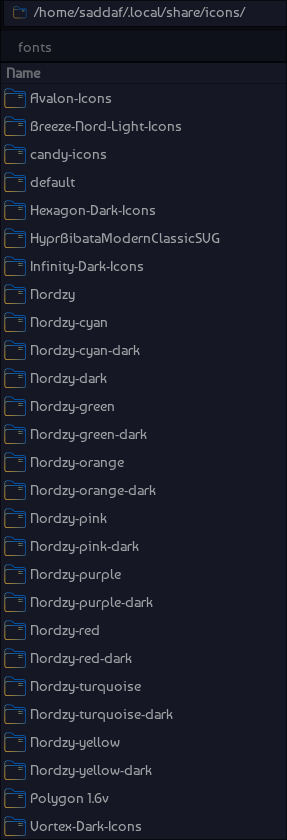 /home/saddaf/.local/share/icons/
fonts
Name
Avalon-Icons
Breeze-Nord-Light-Icons
candy-icons
default
Hexagon-Dark-Icons
HyprBibataModernClassicSVG
Infinity-Dark-Icons
Nordzy
Nordzy-cyan
Nordzy-cyan-dark
Nordzy-dark
Nordzy-green
Nordzy-green-dark
Nordzy-orange
Nordzy-orange-dark
Nordzy-pink
Nordzy-pink-dark
Nordzy-purple
Nordzy-purple-dark
Nordzy-red
Nordzy-red-dark
Nordzy-turquoise
Nordzy-turquoise-dark
Nordzy-yellow
Nordzy-yellow-dark
Polygon 1.6v
Vortex-Dark-Icons